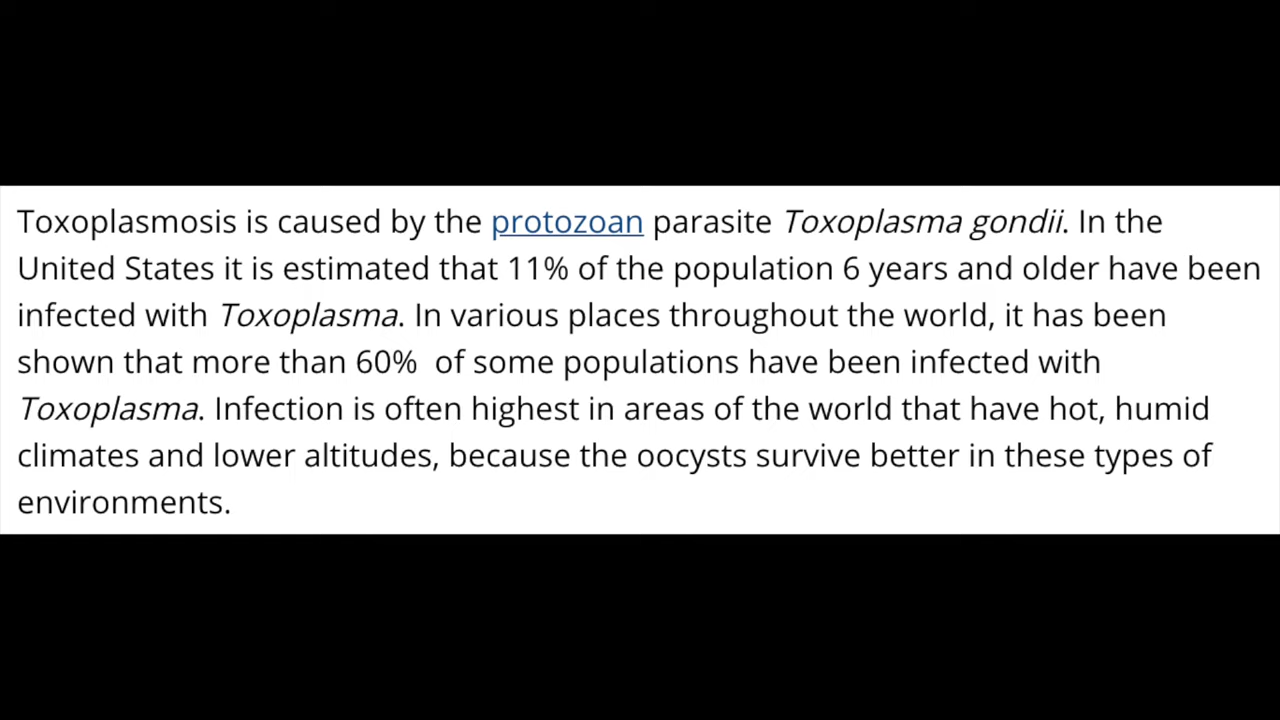 Toxoplasmosis is caused by the protozoan parasite Toxoplasma gondii. In the
United States it is estimated that 11% of the population 6 years and older have been
infected with Toxoplasma. In various places throughout the world, it has been
shown that more than 60%  of some populations have been infected with
Toxoplasma. Infection is often highest in areas of the world that have hot, humid
climates and lower altitudes, because the oocysts survive better in these types of
environments.